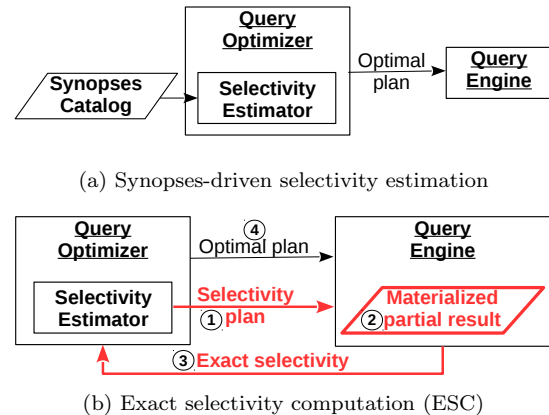 Query
Optimizer
Synopses
Catalog
Selectivity
Estimator
Optimal
plan
Query
Engine
(a) Synopses-driven selectivity estimation
Query
Optimizer
Selectivity
Estimator
4
Optimal plan
Selectivity
1 plan
Query
Engine
Materialized
2 partial result
3 Exact selectivity
(b) Exact selectivity computation (ESC)